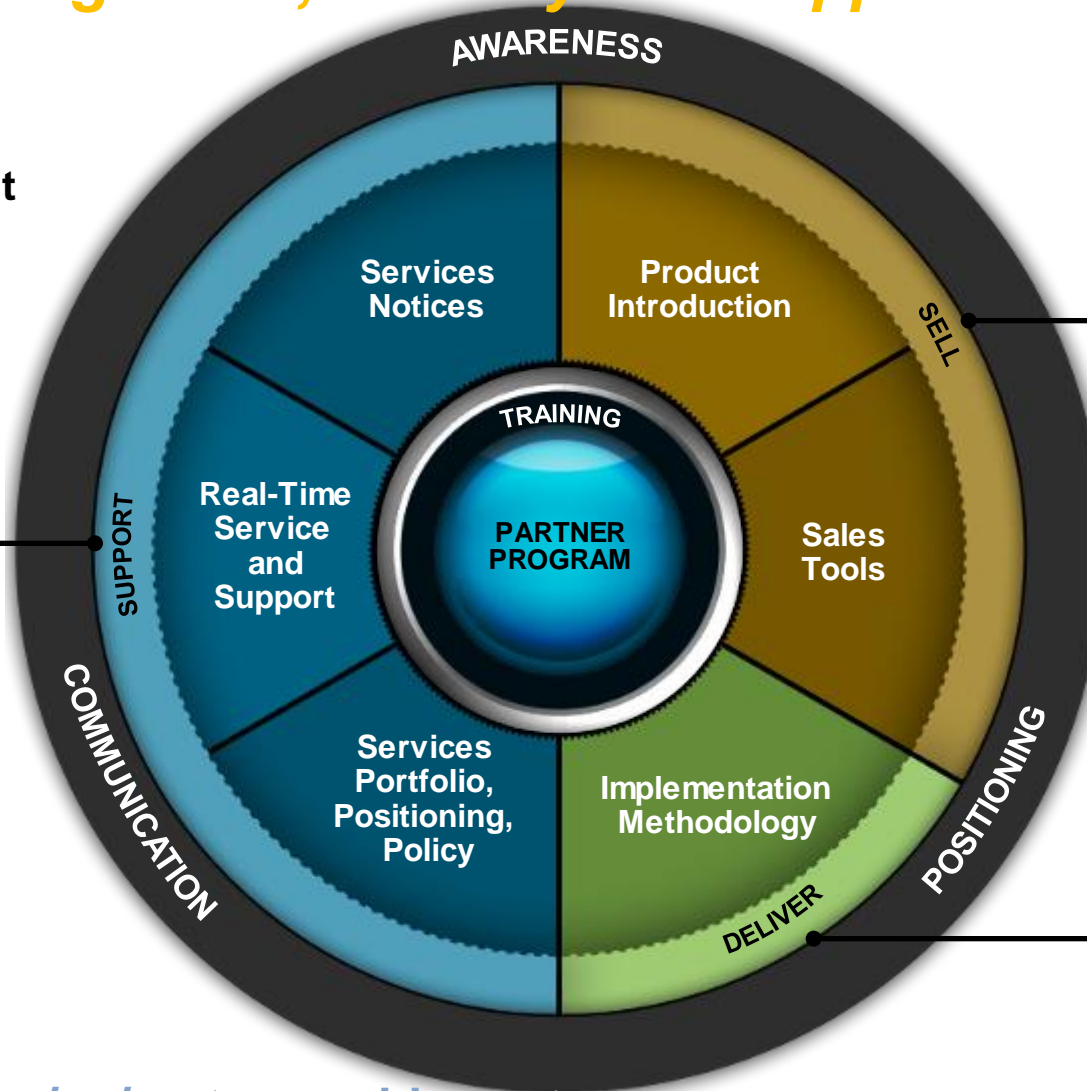 AWARENESS
Services
Notices
Product
Introduction
SELL
TRAINING
PARTNER
PROGRAM
Real-Time
Service
and
Support
SUPPORT
Sales
Tools
Services
Portfolio,
Positioning,
Policy
Implementation
Methodology
COMMUNICATION
POSITIONING
DELIVER